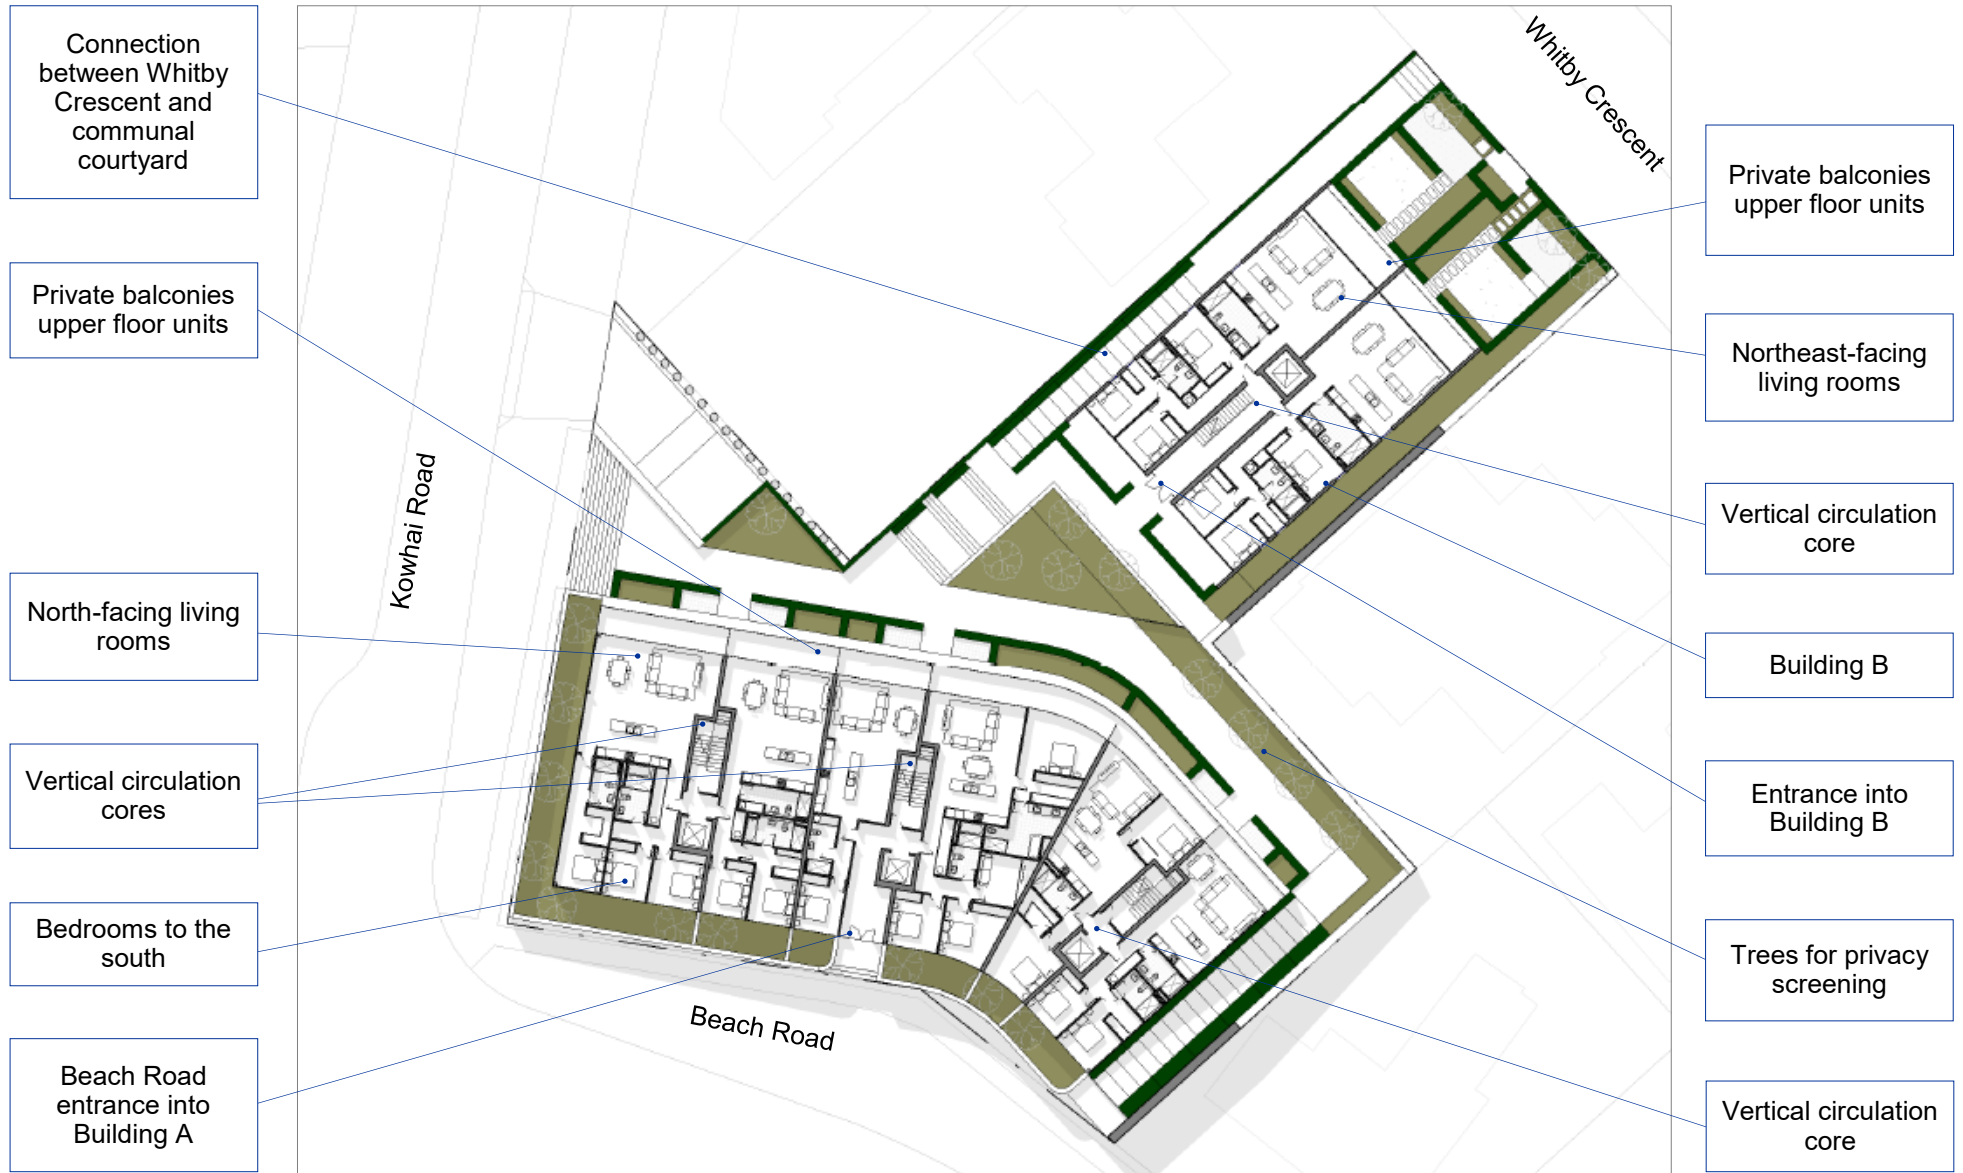 Connection
between Whitby
Crescent and
communal
courtyard
Private balconies
upper floor units
North-facing living
rooms
Vertical circulation
cores
Bedrooms to the
south
Beach Road
entrance into
Building A
Kowhai Road
Beach Road
Whitby Crescent
Private balconies
upper floor units
Northeast-facing
living rooms
Vertical circulation
core
Building B
Entrance into
Building B
Trees for privacy
screening
Vertical circulation
core